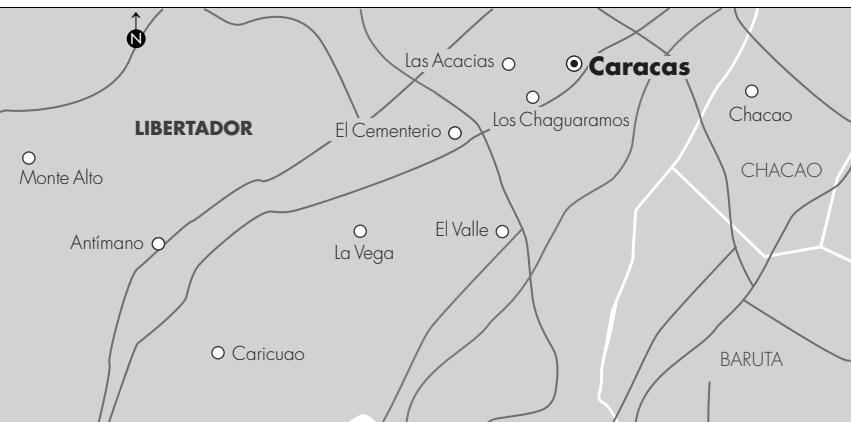 N
Las Acacias
Caracas
Los Chaguaramos
Chacao
LIBERTADOR
El Cementerio
Monte Alto
CHACAO
Antímano
La Vega
El Valle
Caricuao
BARUTA